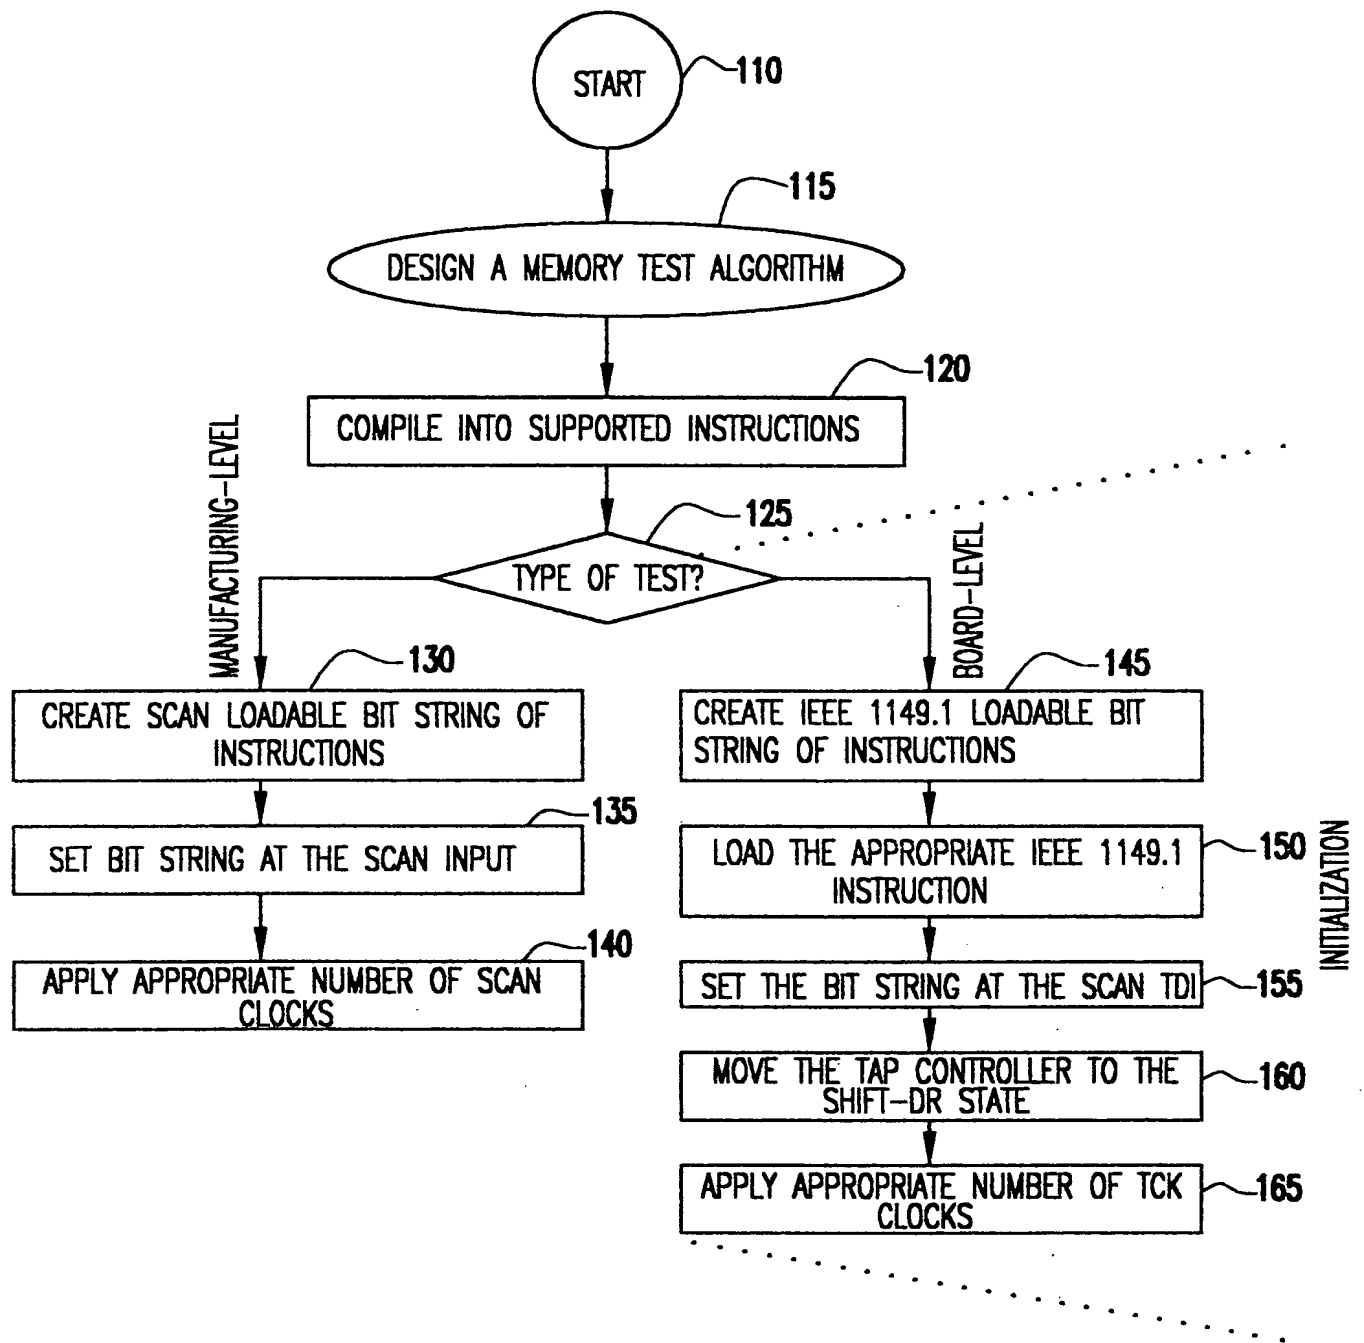 START
110
115
DESIGN A MEMORY TEST ALGORITHM
120
COMPILE INTO SUPPORTED INSTRUCTIONS
MANUFACTURING-LEVEL
125
TYPE OF TEST?
BOARD-LEVEL
130
CREATE SCAN LOADABLE BIT STRING OF
INSTRUCTIONS
135
SET BIT STRING AT THE SCAN INPUT
140
APPLY APPROPRIATE NUMBER OF SCAN
CLOCKS
145
CREATE IEEE 1149.1 LOADABLE BIT
STRING OF INSTRUCTIONS
LOAD THE APPROPRIATE IEEE 1149.1
INSTRUCTION
150
SET THE BIT STRING AT THE SCAN TDI
155
MOVE THE TAP CONTROLLER TO THE
SHIFT-DR STATE
160
APPLY APPROPRIATE NUMBER OF TCK
CLOCKS
165
INITIALIZATION